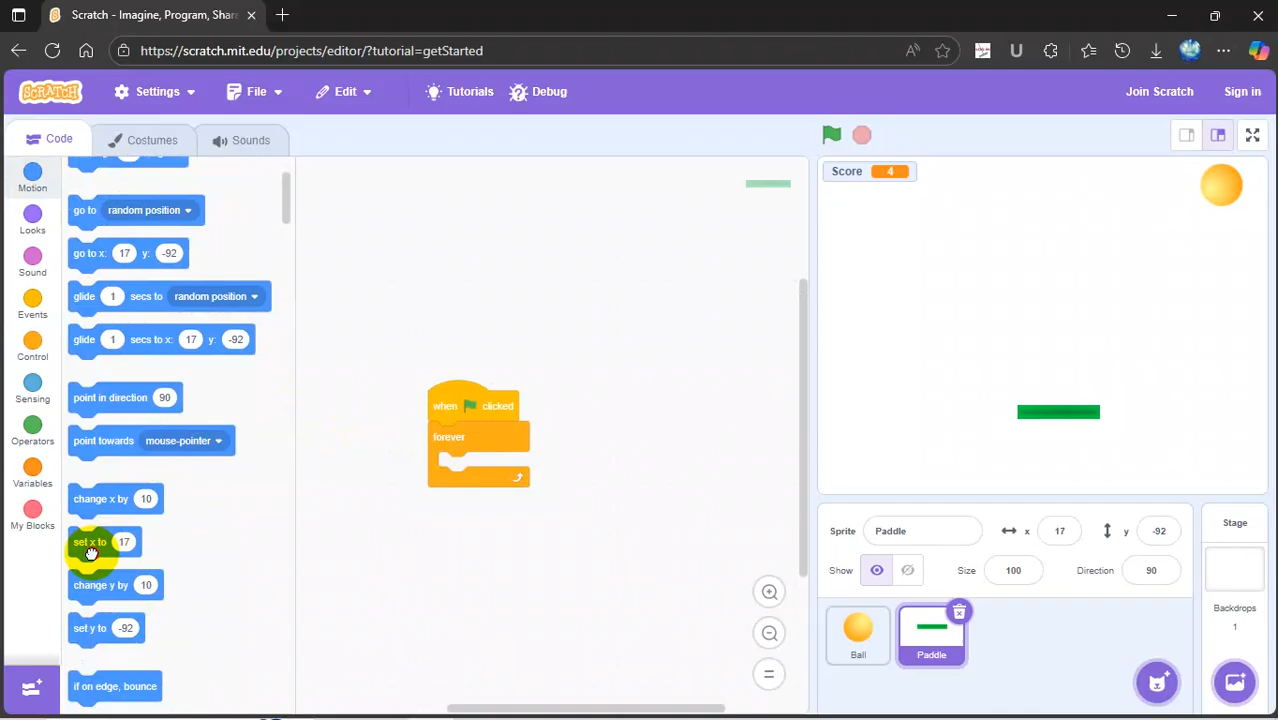 Scratch - Imagine, Program, Shar
https://scratch.mit.edu/projects/editor/?tutorial=getStarted
SCRATCH
Settings
File
Edit
Tutorials
Debug
Join Scratch
Sign in
Code
Costumes
Sounds
Motion
Looks
Sound
Events
Control
Sensing
Operators
Variables
My Blocks
go to random position
go to x: 17 y: -92
glide 1 secs to random position
glide 1 secs to x: 17 y: -92
point in direction 90
point towards mouse-pointer
change x by 10
set x to 17
change y by 10
set y to -92
if on edge, bounce
when clicked
forever
Score 4
Sprite Paddle x 17 y -92
Show Size 100 Direction 90
Ball
Paddle
Stage
Backdrops
1